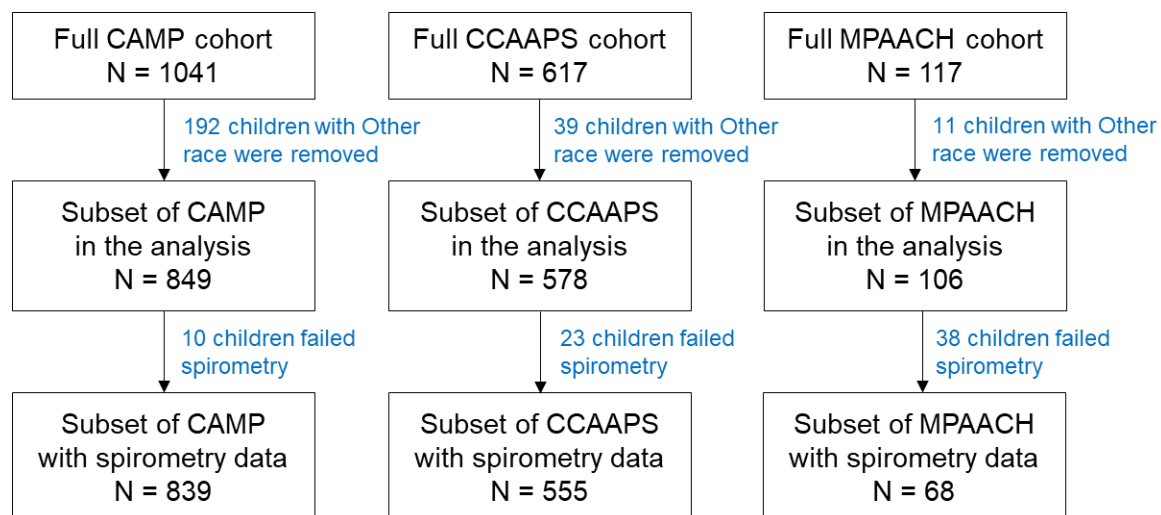 Full CAMP cohort
N = 1041
Full CCAAPS cohort
N = 617
Full MPAACH cohort
N = 117
192 children with Other
race were removed
39 children with Other
race were removed
11 children with Other
race were removed
Subset of CAMP
in the analysis
N = 849
Subset of CCAAPS
in the analysis
N = 578
Subset of MPAACH
in the analysis
N = 106
10 children failed
spirometry
23 children failed
spirometry
38 children failed
spirometry
Subset of CAMP
with spirometry data
N = 839
Subset of CCAAPS
with spirometry data
N = 555
Subset of MPAACH
with spirometry data
N = 68